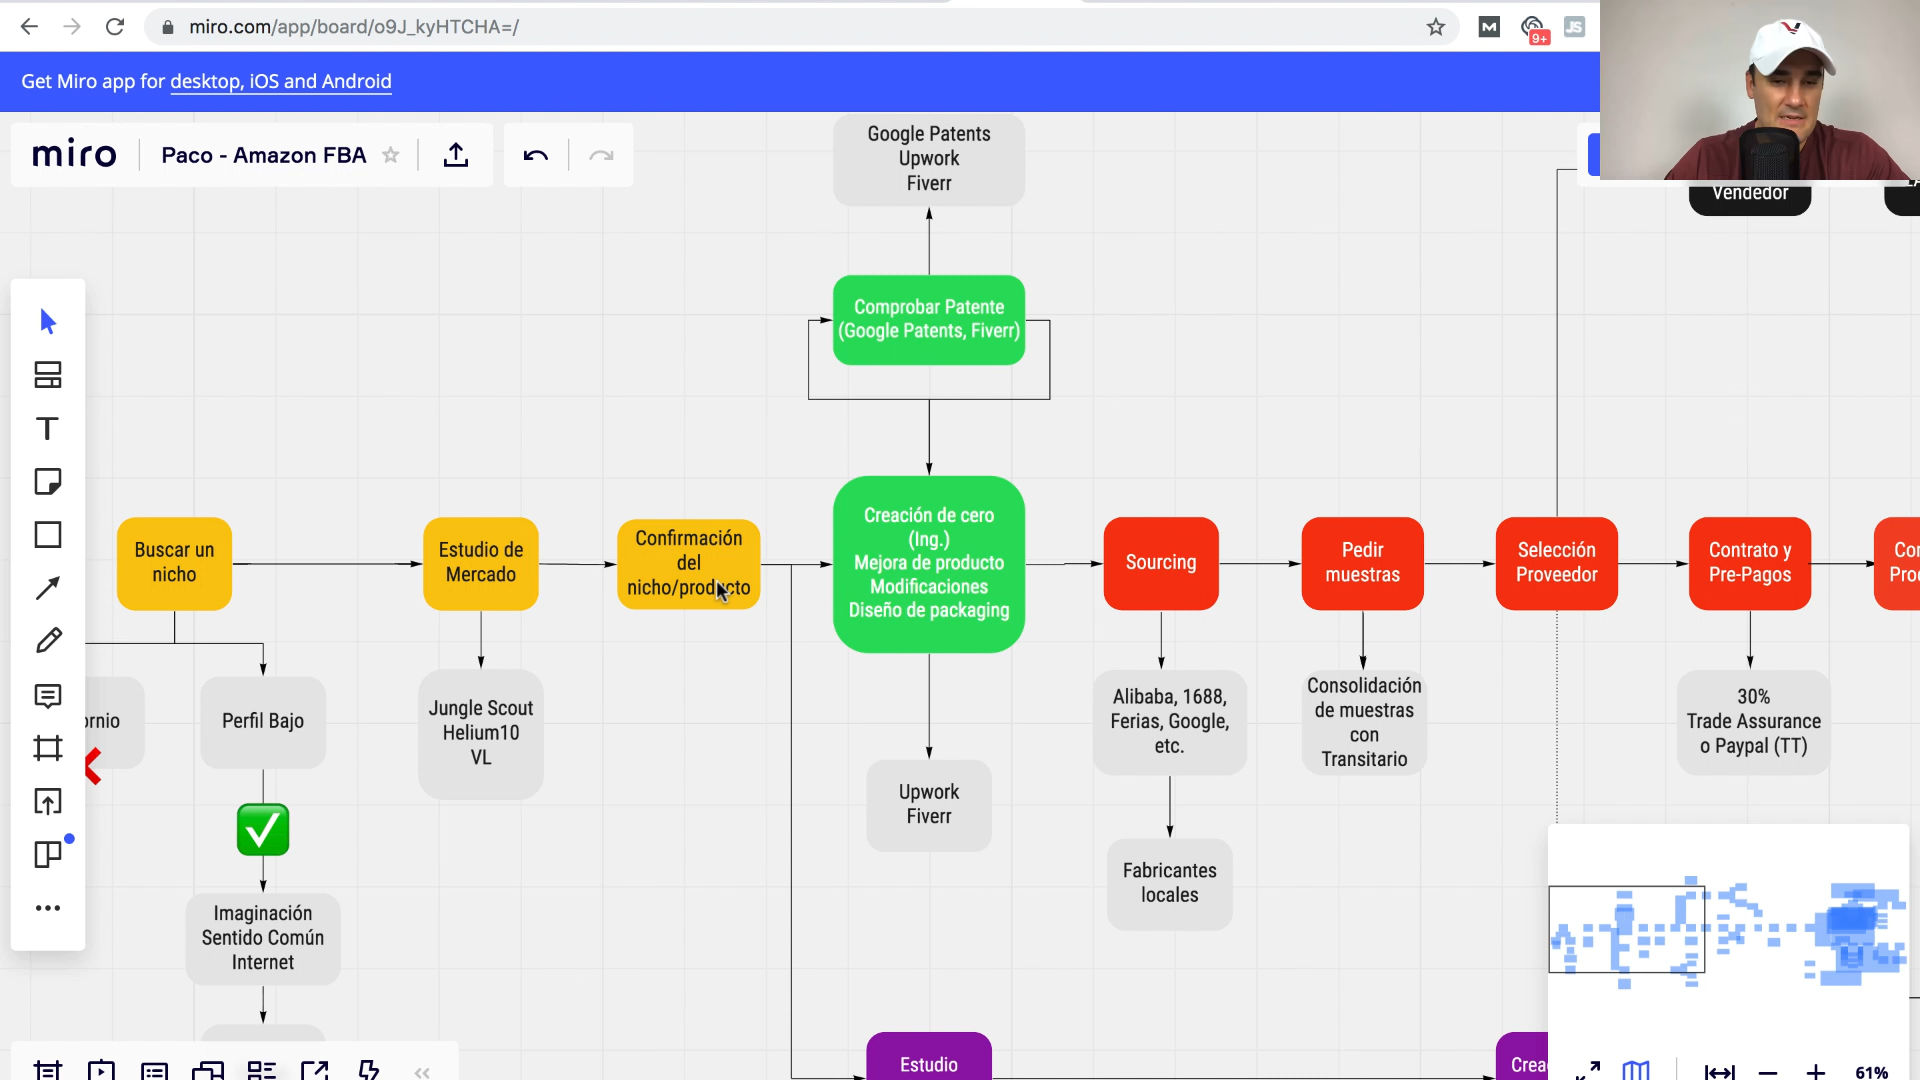 miro.com/app/board/o9J_kyHTCHA=/
M
9+
JS
Get Miro app for desktop, iOS and Android
miro
Paco - Amazon FBA
Google Patents
Upwork
Fiverr
Vendedor
Comprobar Patente
(Google Patents, Fiverr)
Buscar un
nicho
Estudio de
Mercado
Confirmación
del
nicho/producto
Creación de cero
(Ing.)
Mejora de producto
Modificaciones
Diseño de packaging
Sourcing
Pedir
muestras
Selección
Proveedor
Contrato y
Pre-Pagos
Perfil Bajo
Jungle Scout
Helium10
VL
Upwork
Fiverr
Alibaba, 1688,
Ferias, Google,
etc.
Fabricantes
locales
Consolidación
de muestras
con
Transitario
30%
Trade Assurance
o Paypal (TT)
Imaginación
Sentido Común
Internet
Estudio
61%